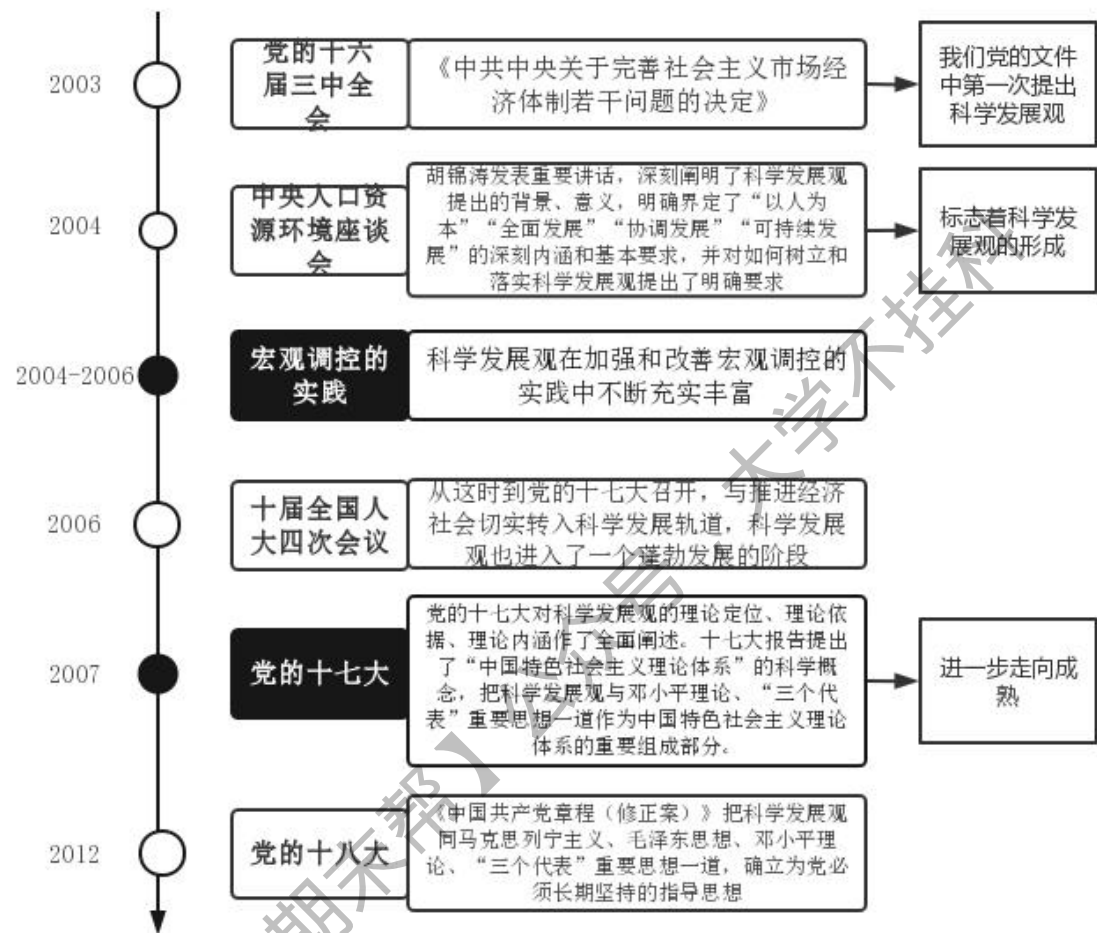 2003
党的十六
届三中全
会
《中共中央关于完善社会主义市场经
济体制若干问题的决定》
我们党的文件
中第一次提出
科学发展观
2004
中央人口资
源环境座谈
会
胡锦涛发表重要讲话，深刻阐明了科学发展观
提出的背景、意义，明确界定了“以人为
本”“全面发展”“协调发展”“可持续发
展”的深刻内涵和基本要求，并对如何树立和
落实科学发展观提出了明确要求
标志着科学发
展观的形成
2004-2006
宏观调控的
实践
科学发展观在加强和改善宏观调控的
实践中不断充实丰富
2006
十届全国人
大四次会议
从这时到党的十七大召开，与推进经济
社会切实转入科学发展轨道，科学发展
观也进入了一个蓬勃发展的阶段
2007
党的十七大
党的十七大对科学发展观的理论定位、理论依
据、理论内涵作了全面阐述。十七大报告提出
了“中国特色社会主义理论体系”的科学概
念，把科学发展观与邓小平理论、“三个代
表”重要思想一道作为中国特色社会主义理论
体系的重要组成部分。
进一步走向成
熟
2012
党的十八大
《中国共产党章程（修正案）》把科学发展观
同马克思列宁主义、毛泽东思想、邓小平理
论、“三个代表”重要思想一道，确立为党必
须长期坚持的指导思想
期末帮】公众号 大学不挂科